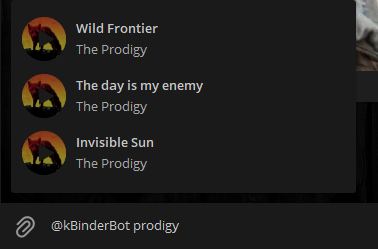 Wild Frontier
The Prodigy
The day is my enemy
The Prodigy
Invisible Sun
The Prodigy
@kBinderBot prodigy